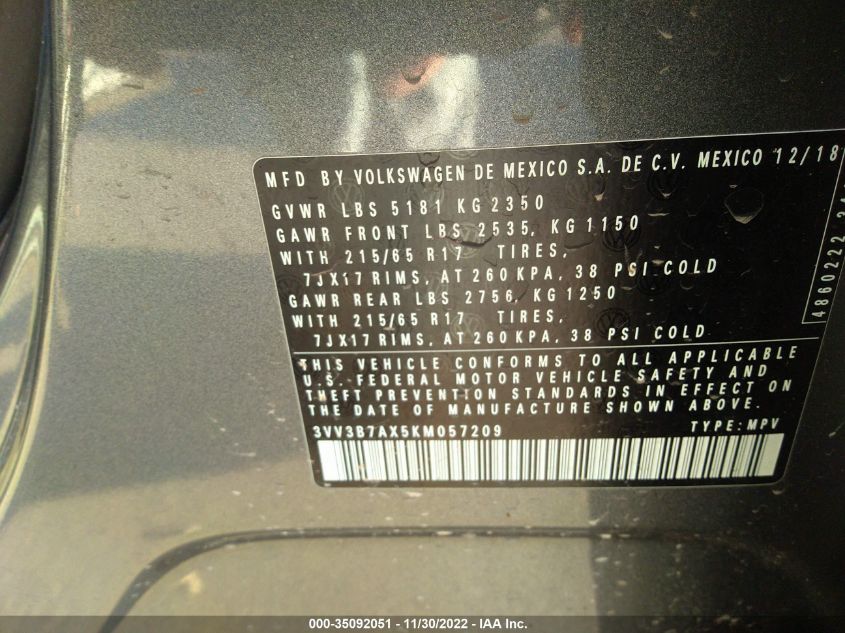 MFD BY VOLKSWAGEN DE MEXICO S.A. DE C.V. MEXICO 12/18
GVWR LBS 5181 KG 2350
GAWR FRONT LBS 2535, KG 1150
WITH 215/65 R17 TIRES,
7JX17 RIMS, AT 260 KPA, 38 PSI COLD
GAWR REAR LBS 2756, KG 1250
WITH 215/65 R17 TIRES,
7JX17 RIMS, AT 260 KPA, 38 PSI COLD
THIS VEHICLE CONFORMS TO ALL APPLICABLE
U.S. FEDERAL MOTOR VEHICLE SAFETY AND
THEFT PREVENTION STANDARDS IN EFFECT ON
THE DATE OF MANUFACTURE SHOWN ABOVE.
3VV3B7AX5KM057209 TYPE: MPV
4860222
000-35092051 - 11/30/2022 - IAA Inc.